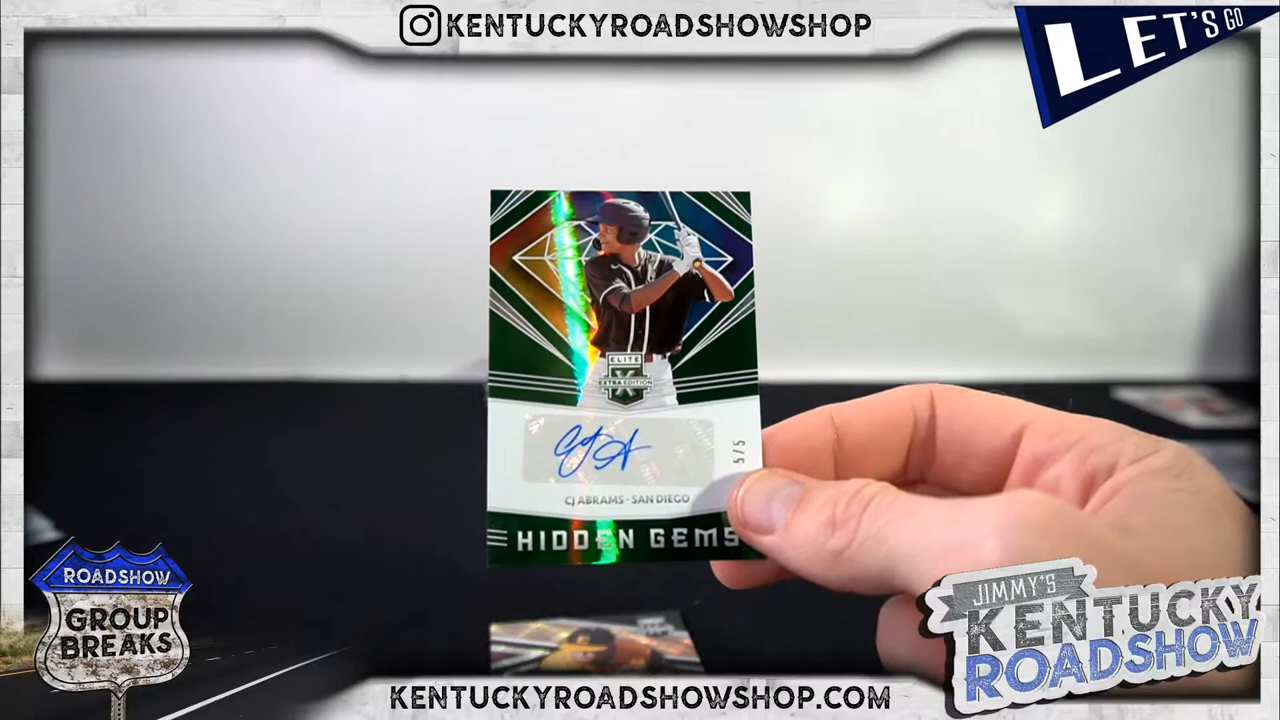 KENTUCKYROADSHOWSHOP
LET'S GO
ELITE
X
EXTRA EDITION
5/5
CJ ABRAMS • SAN DIEGO
HIDDEN GEMS
ROADSHOW
GROUP
BREAKS
JIMMY'S
KENTUCKY
ROADSHOW
KENTUCKYROADSHOWSHOP.COM